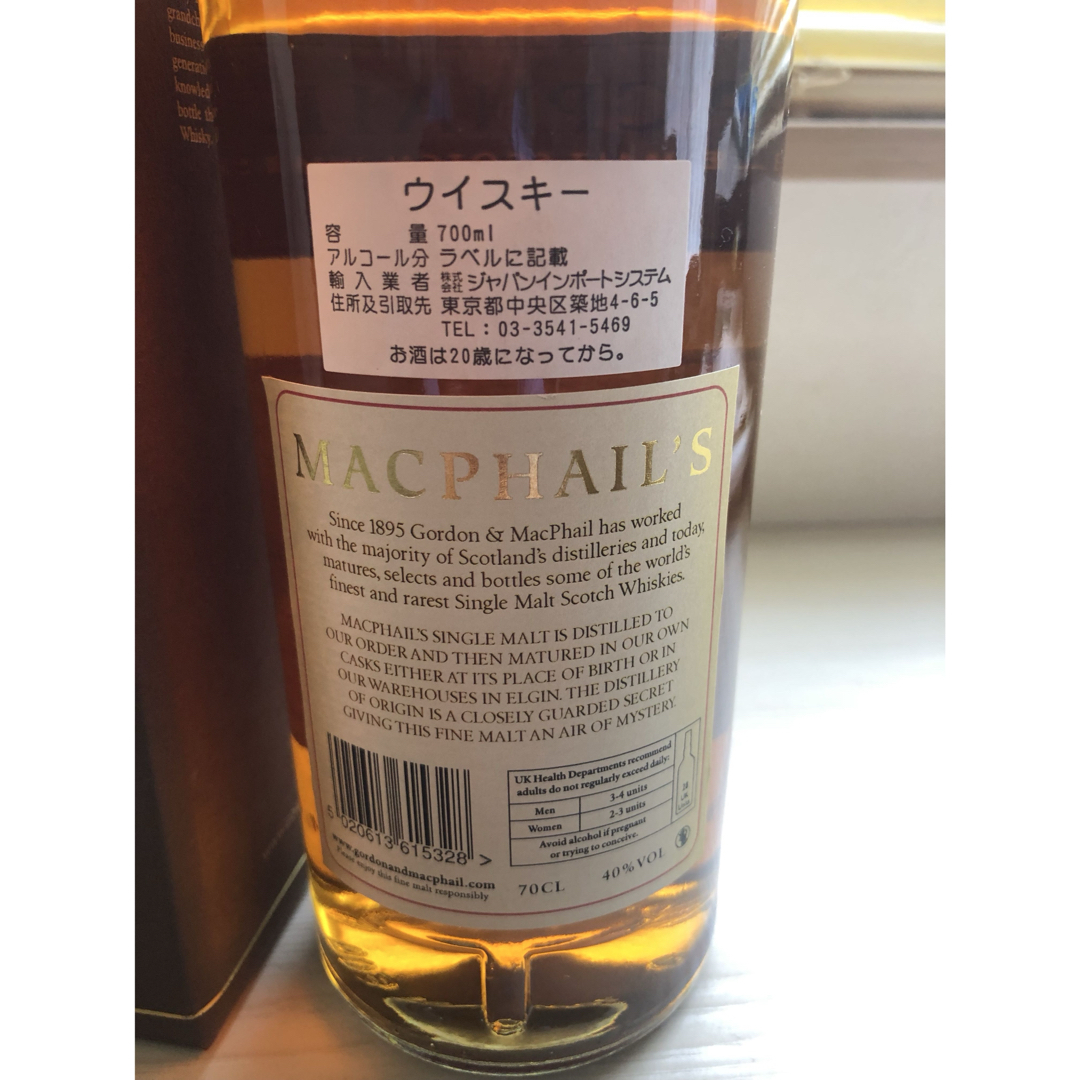 business
knowled
bottle th
Whisky
ウイスキー
容 量 700ml
アルコール分 ラベルに記載
輸入業者 株式会社 ジャパンインポートシステム
住所及引取先 東京都中央区築地4-6-5
TEL : 03-3541-5469
お酒は20歳になってから。
MACPHAIL'S
Since 1895 Gordon & MacPhail has worked
with the majority of Scotland's distilleries and today,
matures, selects and bottles some of the world's
finest and rarest Single Malt Scotch Whiskies.
MACPHAIL'S SINGLE MALT IS DISTILLED TO
OUR ORDER AND THEN MATURED IN OUR OWN
CASKS EITHER AT ITS PLACE OF BIRTH OR IN
OUR WAREHOUSES IN ELGIN. THE DISTILLERY
OF ORIGIN IS A CLOSELY GUARDED SECRET
GIVING THIS FINE MALT AN AIR OF MYSTERY.
UK Health Departments recommend
adults do not regularly exceed daily:
Men 3-4 units
Women 2-3 units
Avoid alcohol if pregnant
or trying to conceive.
28
UK
5 020613 615328 >
www.gordonandmacphail.com
Please enjoy this fine malt responsibly
70CL 40%VOL